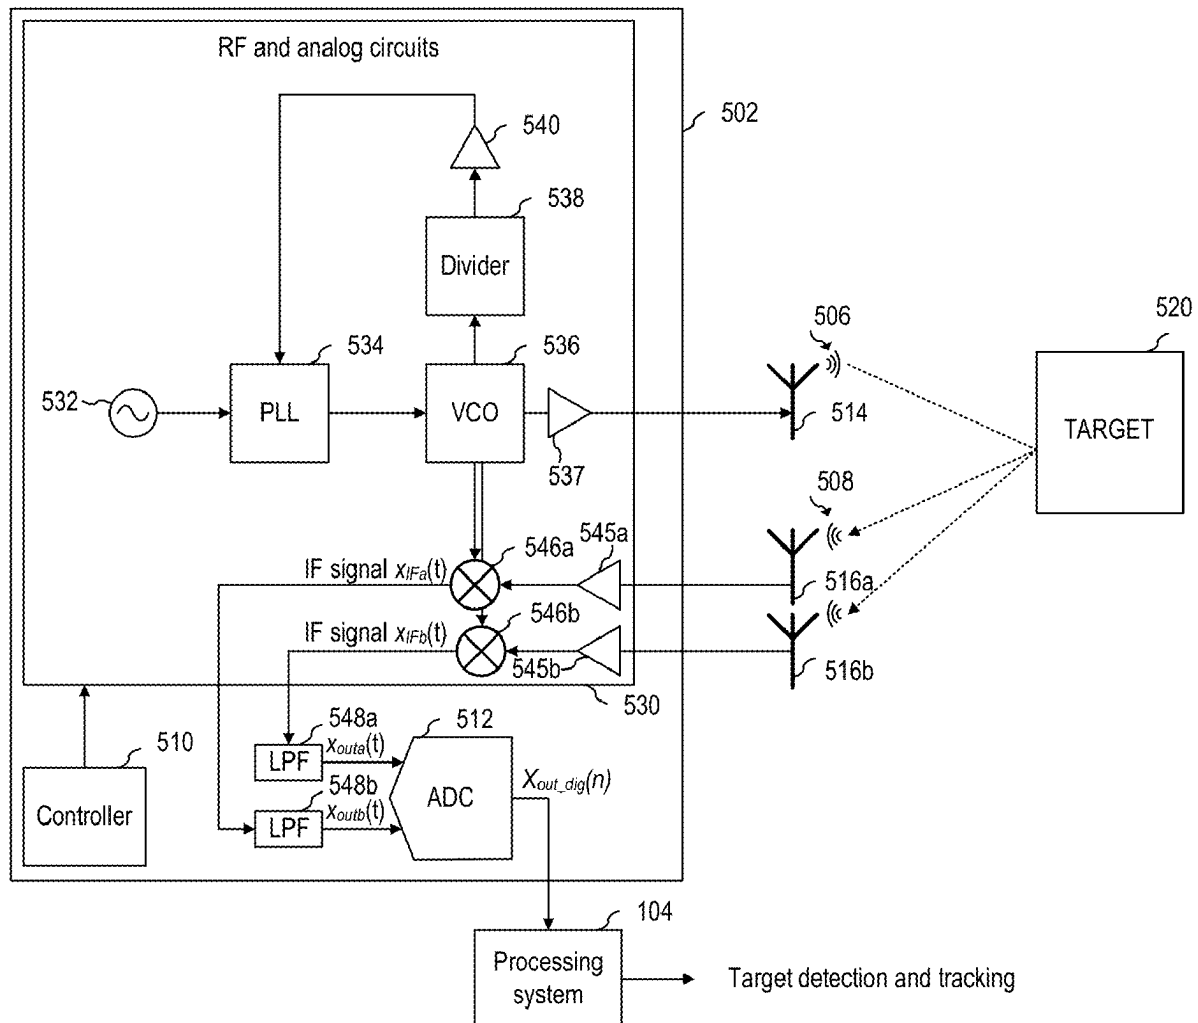 RF and analog circuits
540
502
538
Divider
506
520
534
536
532
PLL
VCO
514
TARGET
537
508
545a
546a
IF signal xIFa(t)
516a
546b
IF signal xIFb(t)
545b
516b
530
548a
512
510
xouta(t)
LPF
Xout_dig(n)
548b
ADC
Controller
xoutb(t)
LPF
104
Processing
system
Target detection and tracking